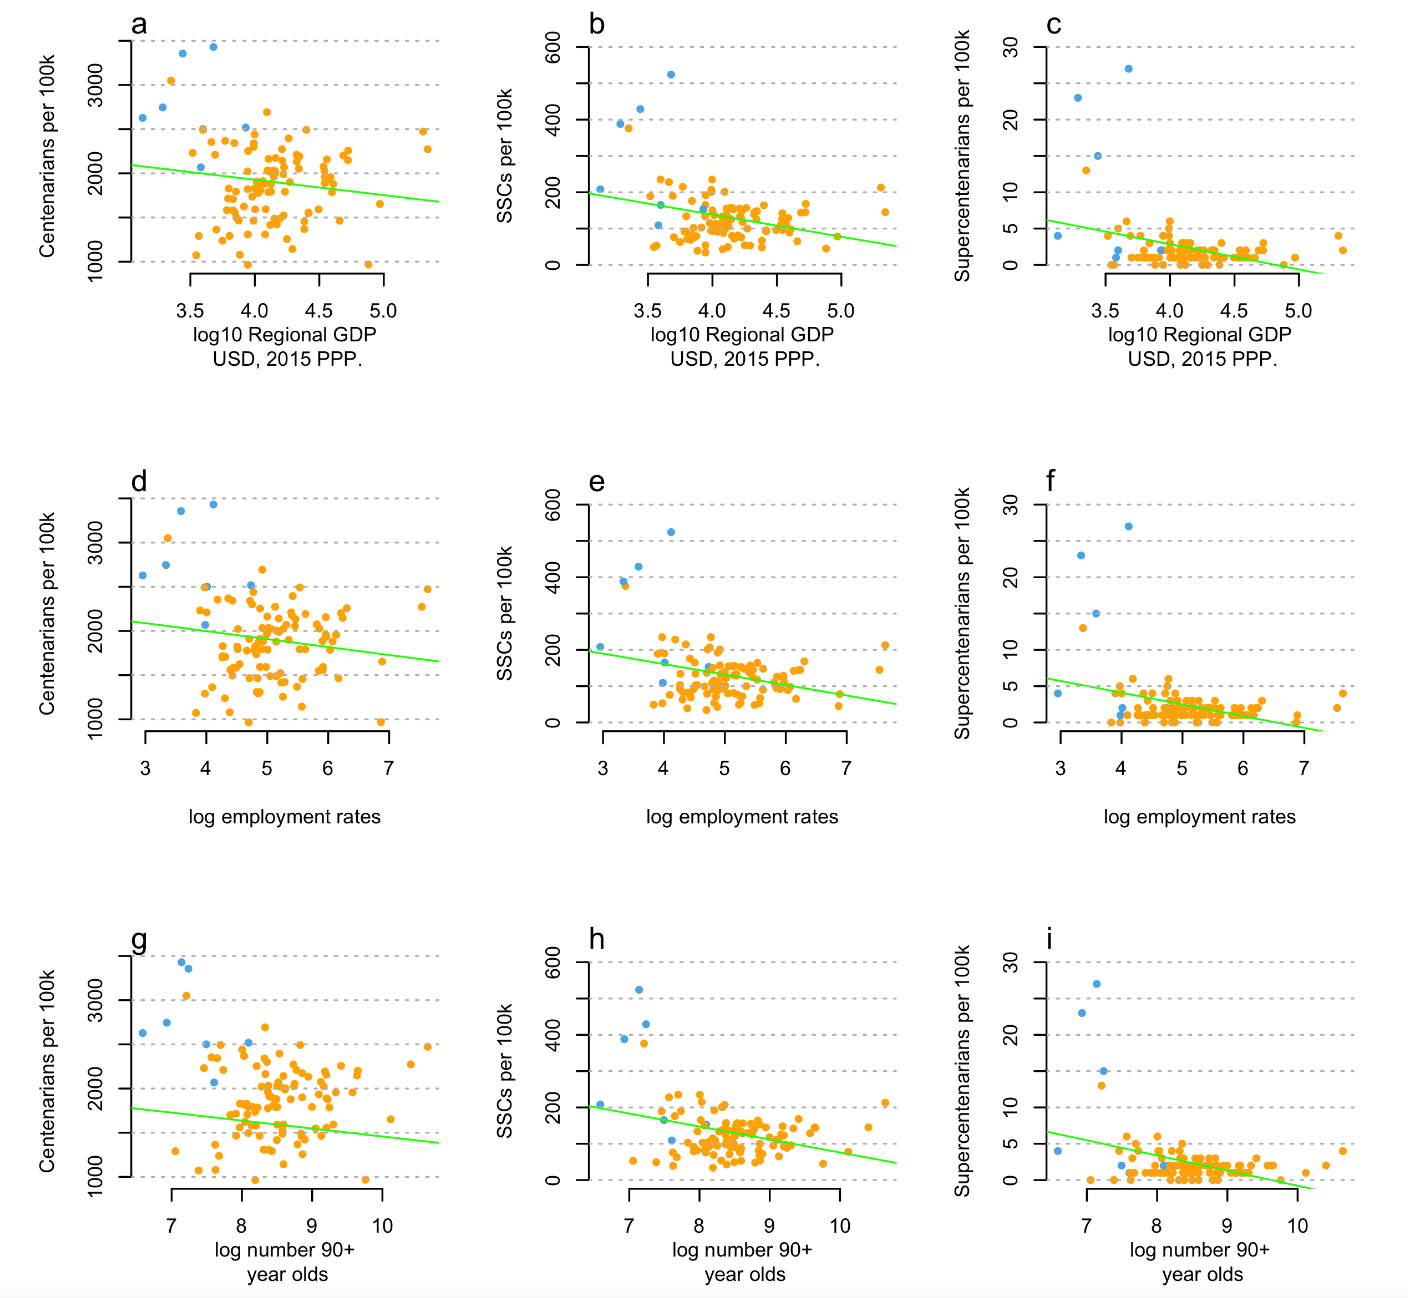 a
Centenarians per 100k
1000 2000 3000
3.5 4.0 4.5 5.0
log10 Regional GDP
USD, 2015 PPP.
b
SSCs per 100k
0 200 400 600
3.5 4.0 4.5 5.0
log10 Regional GDP
USD, 2015 PPP.
c
Supercentenarians per 100k
0 5 10 20 30
3.5 4.0 4.5 5.0
log10 Regional GDP
USD, 2015 PPP.
d
Centenarians per 100k
1000 2000 3000
3 4 5 6 7
log employment rates
e
SSCs per 100k
0 200 400 600
3 4 5 6 7
log employment rates
f
Supercentenarians per 100k
0 5 10 20 30
3 4 5 6 7
log employment rates
g
Centenarians per 100k
1000 2000 3000
7 8 9 10
log number 90+
year olds
h
SSCs per 100k
0 200 400 600
7 8 9 10
log number 90+
year olds
i
Supercentenarians per 100k
0 5 10 20 30
7 8 9 10
log number 90+
year olds